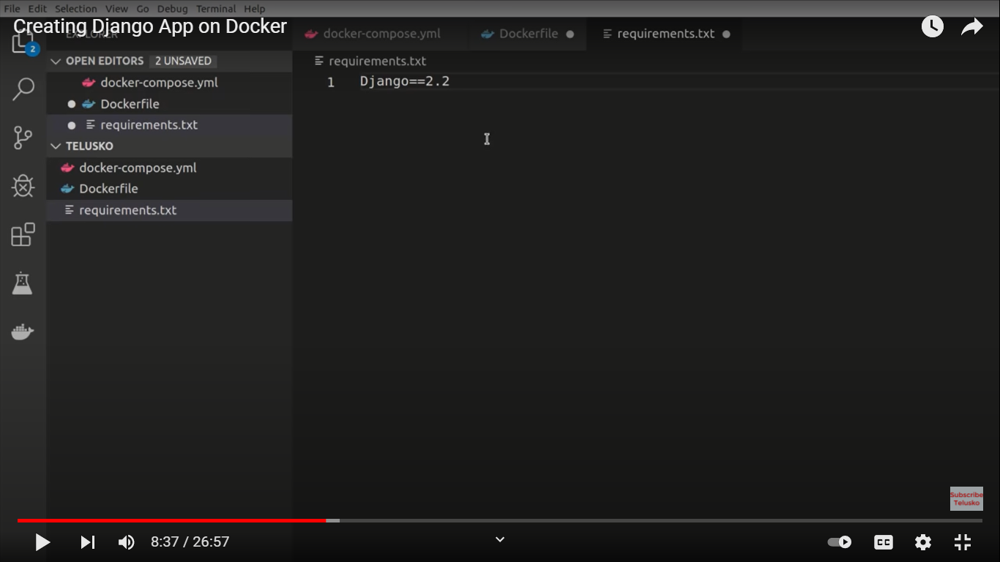 File Edit Selection View Go Debug Terminal Help
Creating Django App on Docker
EXPLORER
docker-compose.yml Dockerfile requirements.txt
2
OPEN EDITORS 2 UNSAVED
requirements.txt
docker-compose.yml
1 Django==2.2
Dockerfile
requirements.txt
TELUSKO
docker-compose.yml
Dockerfile
requirements.txt
Subscribe
Telusko
8:37 / 26:57
CC